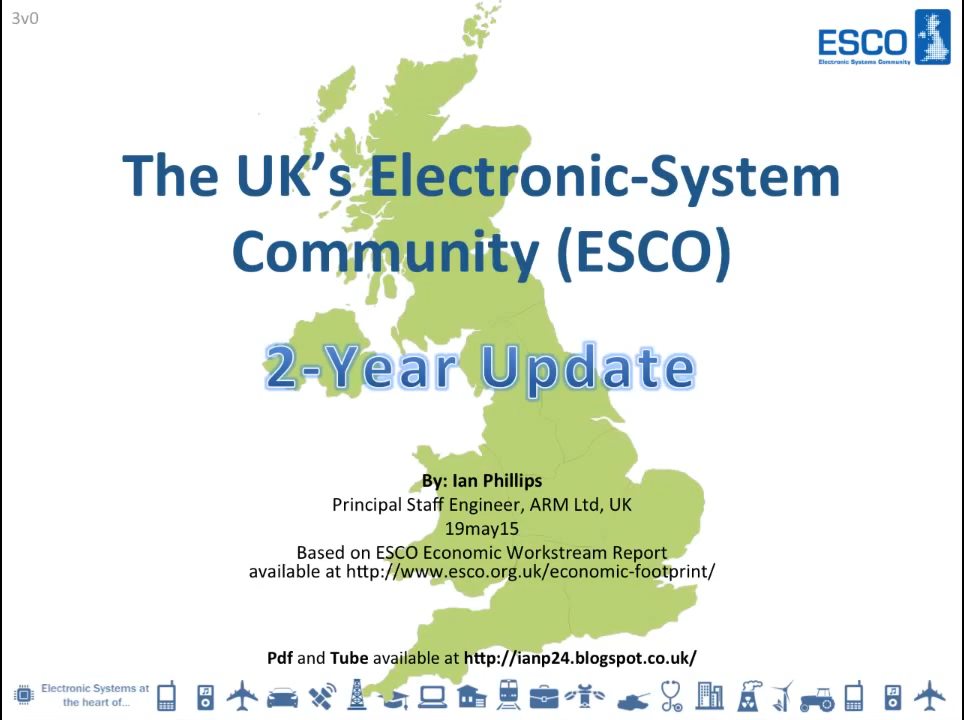 3v0
ESCO
Electronic Systems Community
The UK's Electronic-System
Community (ESCO)
2-Year Update
By: Ian Phillips
Principal Staff Engineer, ARM Ltd, UK
19may15
Based on ESCO Economic Workstream Report
available at http://www.esco.org.uk/economic-footprint/
Pdf and Tube available at http://ianp24.blogspot.co.uk/
Electronic Systems at
the heart of...